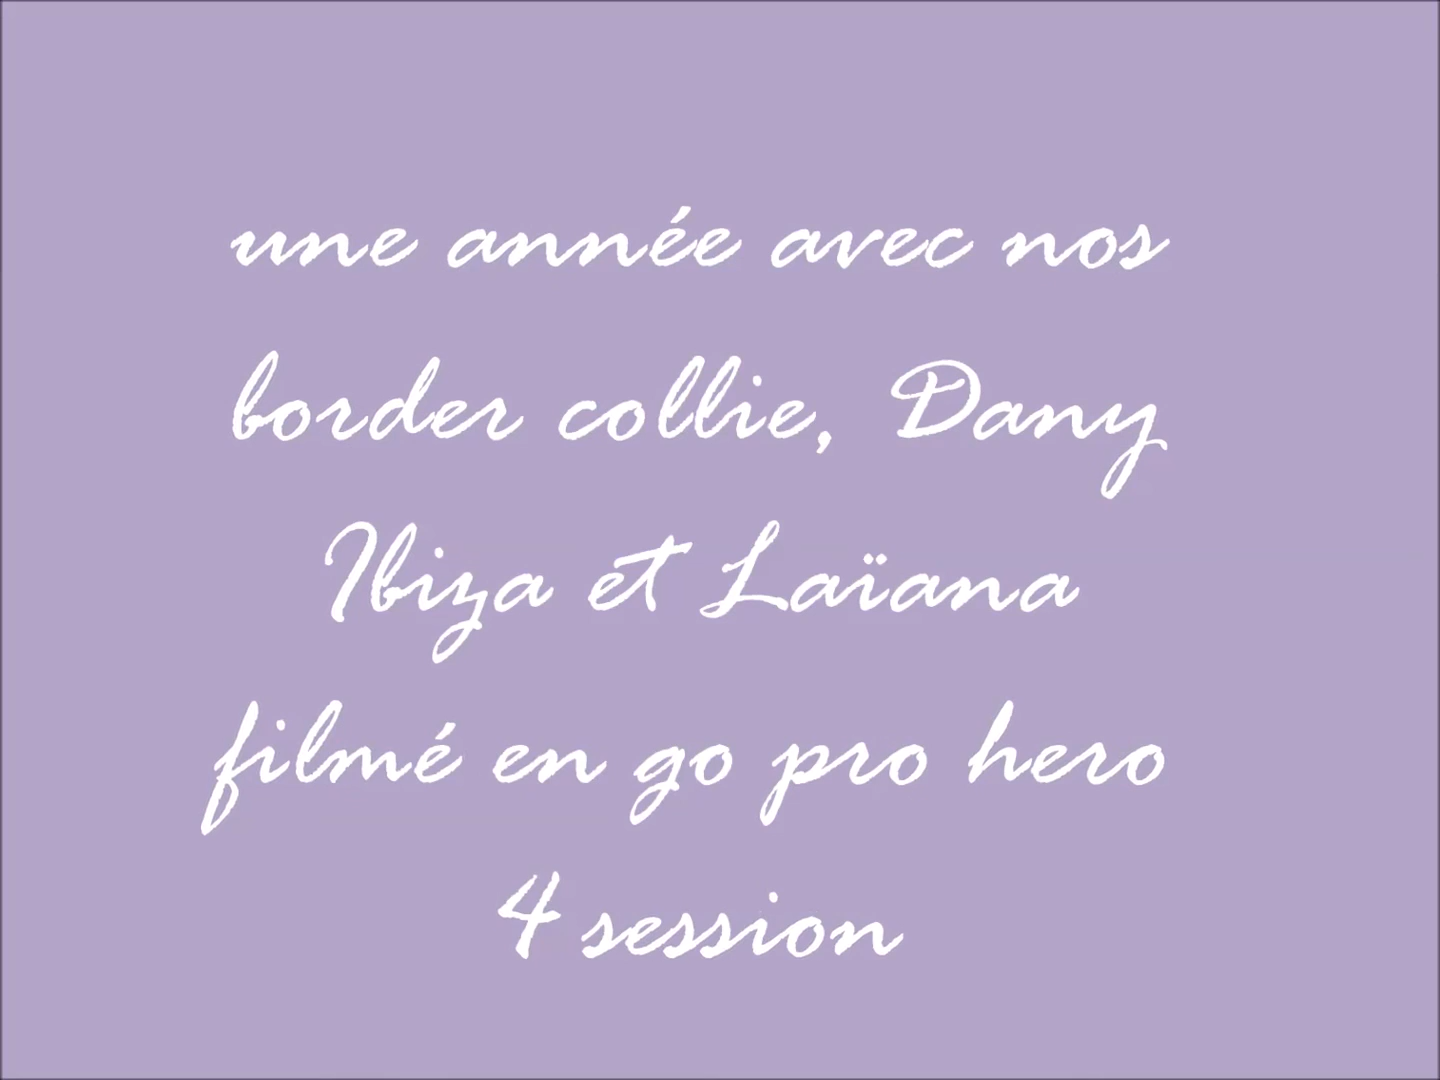 une année avec nos
border collie, Dany
Ibiza et Laïana
filmé en go pro hero
4 session